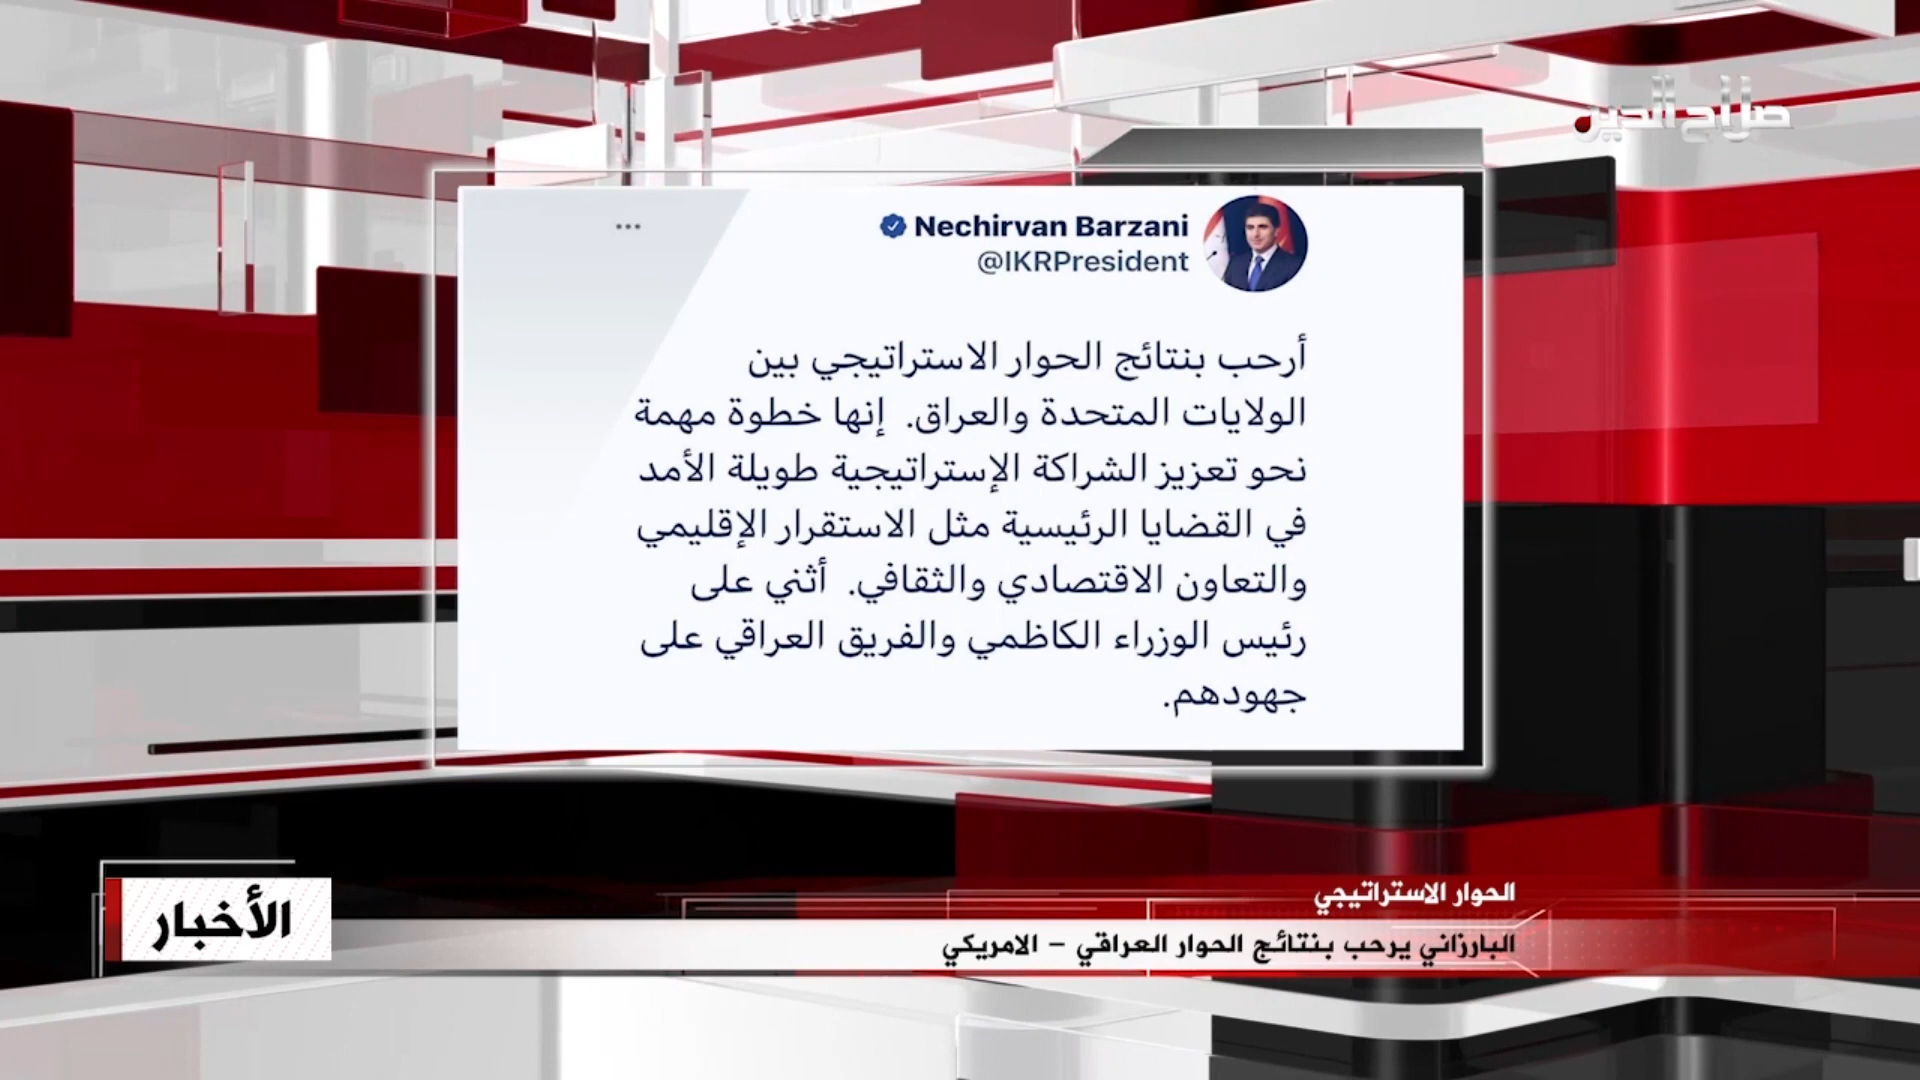 صلاح الدين
Nechirvan Barzani
@IKRPresident
أرحب بنتائج الحوار الاستراتيجي بين
الولايات المتحدة والعراق. إنها خطوة مهمة
نحو تعزيز الشراكة الإستراتيجية طويلة الأمد
في القضايا الرئيسية مثل الاستقرار الإقليمي
والتعاون الاقتصادي والثقافي. أثني على
رئيس الوزراء الكاظمي والفريق العراقي على
جهودهم.
الحوار الاستراتيجي
البارزاني يرحب بنتائج الحوار العراقي – الامريكي
الأخبار